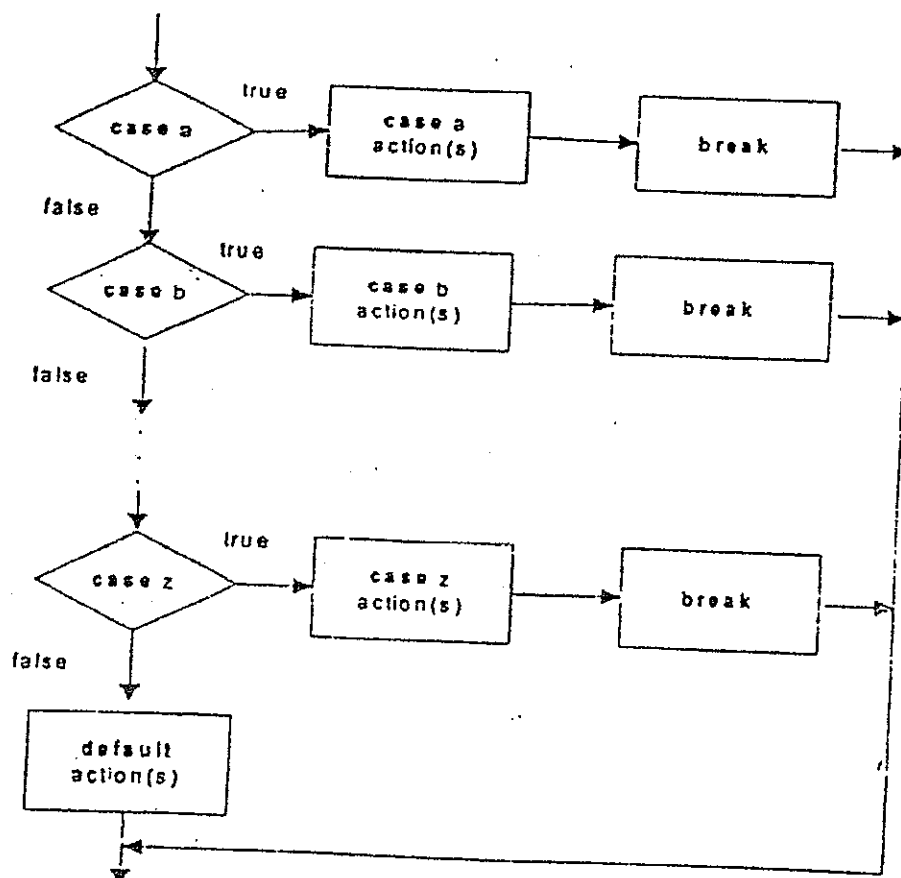 true
case a
case a
action(s)
break
false
true
case b
case b
action(s)
break
false
true
case z
case z
action(s)
break
false
default
action(s)